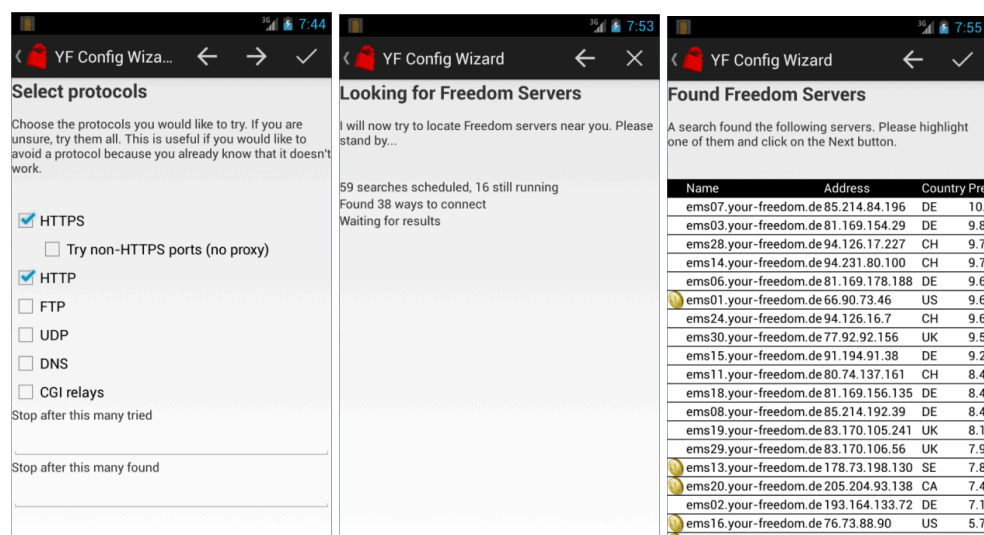 3G 7:44
YF Config Wiza...
Select protocols
Choose the protocols you would like to try. If you are
unsure, try them all. This is useful if you would like to
avoid a protocol because you already know that it doesn't
work.
HTTPS
Try non-HTTPS ports (no proxy)
HTTP
FTP
UDP
DNS
CGI relays
Stop after this many tried
Stop after this many found
3G 7:53
YF Config Wizard
Looking for Freedom Servers
I will now try to locate Freedom servers near you. Please
stand by...
59 searches scheduled, 16 still running
Found 38 ways to connect
Waiting for results
3G 7:55
YF Config Wizard
Found Freedom Servers
A search found the following servers. Please highlight
one of them and click on the Next button.
Name Address Country Pre
ems07.your-freedom.de 85.214.84.196 DE 10.
ems03.your-freedom.de 81.169.154.29 DE 9.8
ems28.your-freedom.de 94.126.17.227 CH 9.7
ems14.your-freedom.de 94.231.80.100 CH 9.7
ems06.your-freedom.de 81.169.178.188 DE 9.6
ems01.your-freedom.de 66.90.73.46 US 9.6
ems24.your-freedom.de 94.126.16.7 CH 9.6
ems30.your-freedom.de 77.92.92.156 UK 9.5
ems15.your-freedom.de 91.194.91.38 DE 9.2
ems11.your-freedom.de 80.74.137.161 CH 8.4
ems18.your-freedom.de 81.169.156.135 DE 8.4
ems08.your-freedom.de 85.214.192.39 DE 8.4
ems19.your-freedom.de 83.170.105.241 UK 8.1
ems29.your-freedom.de 83.170.106.56 UK 7.9
ems13.your-freedom.de 178.73.198.130 SE 7.8
ems20.your-freedom.de 205.204.93.138 CA 7.4
ems02.your-freedom.de 193.164.133.72 DE 7.1
ems16.your-freedom.de 76.73.88.90 US 5.7